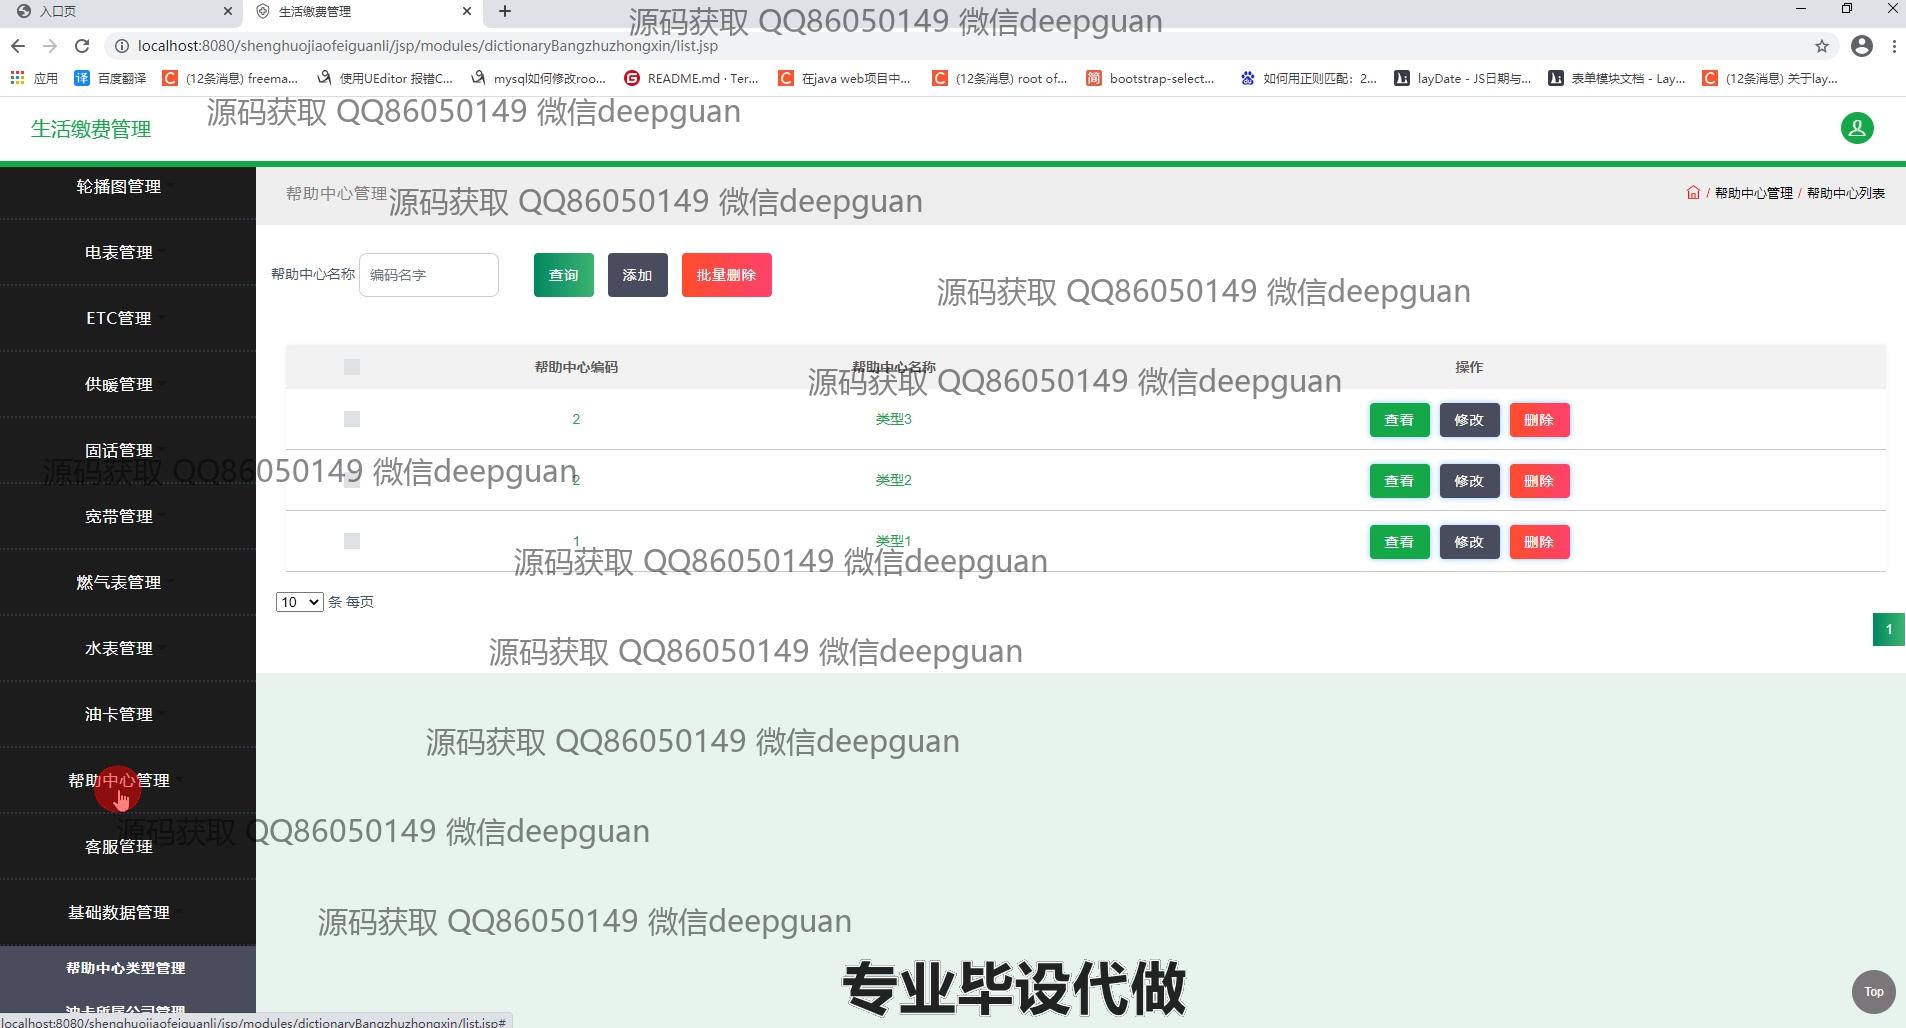 入口页
生活缴费管理
源码获取 QQ86050149 微信deepguan
localhost:8080/shenghuojiaofeiguanli/jsp/modules/dictionaryBangzhuzhongxin/list.jsp
应用
百度翻译
(12条消息) freema...
使用UEditor 报错C...
mysql如何修改roo...
README.md · Ter...
在java web项目中...
(12条消息) root of...
bootstrap-select...
如何用正则匹配：2...
layDate - JS日期与...
表单模块文档 - Lay...
(12条消息) 关于lay...
源码获取 QQ86050149 微信deepguan
生活缴费管理
轮播图管理
电表管理
ETC管理
供暖管理
固话管理
宽带管理
燃气表管理
水表管理
油卡管理
帮助中心管理
客服管理
基础数据管理
帮助中心类型管理
油卡所属公司管理
帮助中心管理
源码获取 QQ86050149 微信deepguan
/ 帮助中心管理 / 帮助中心列表
帮助中心名称 编码名字 查询 添加 批量删除
源码获取 QQ86050149 微信deepguan
帮助中心编码 帮助中心名称 操作
源码获取 QQ86050149 微信deepguan
2 类型3 查看 修改 删除
源码获取 QQ86050149 微信deepguan
2 类型2 查看 修改 删除
1 类型1 查看 修改 删除
源码获取 QQ86050149 微信deepguan
10 条 每页
1
源码获取 QQ86050149 微信deepguan
源码获取 QQ86050149 微信deepguan
源码获取 QQ86050149 微信deepguan
源码获取 QQ86050149 微信deepguan
专业毕设代做
Top
localhost:8080/shenghuojiaofeiguanli/jsp/modules/dictionaryBangzhuzhongxin/list.jsp#